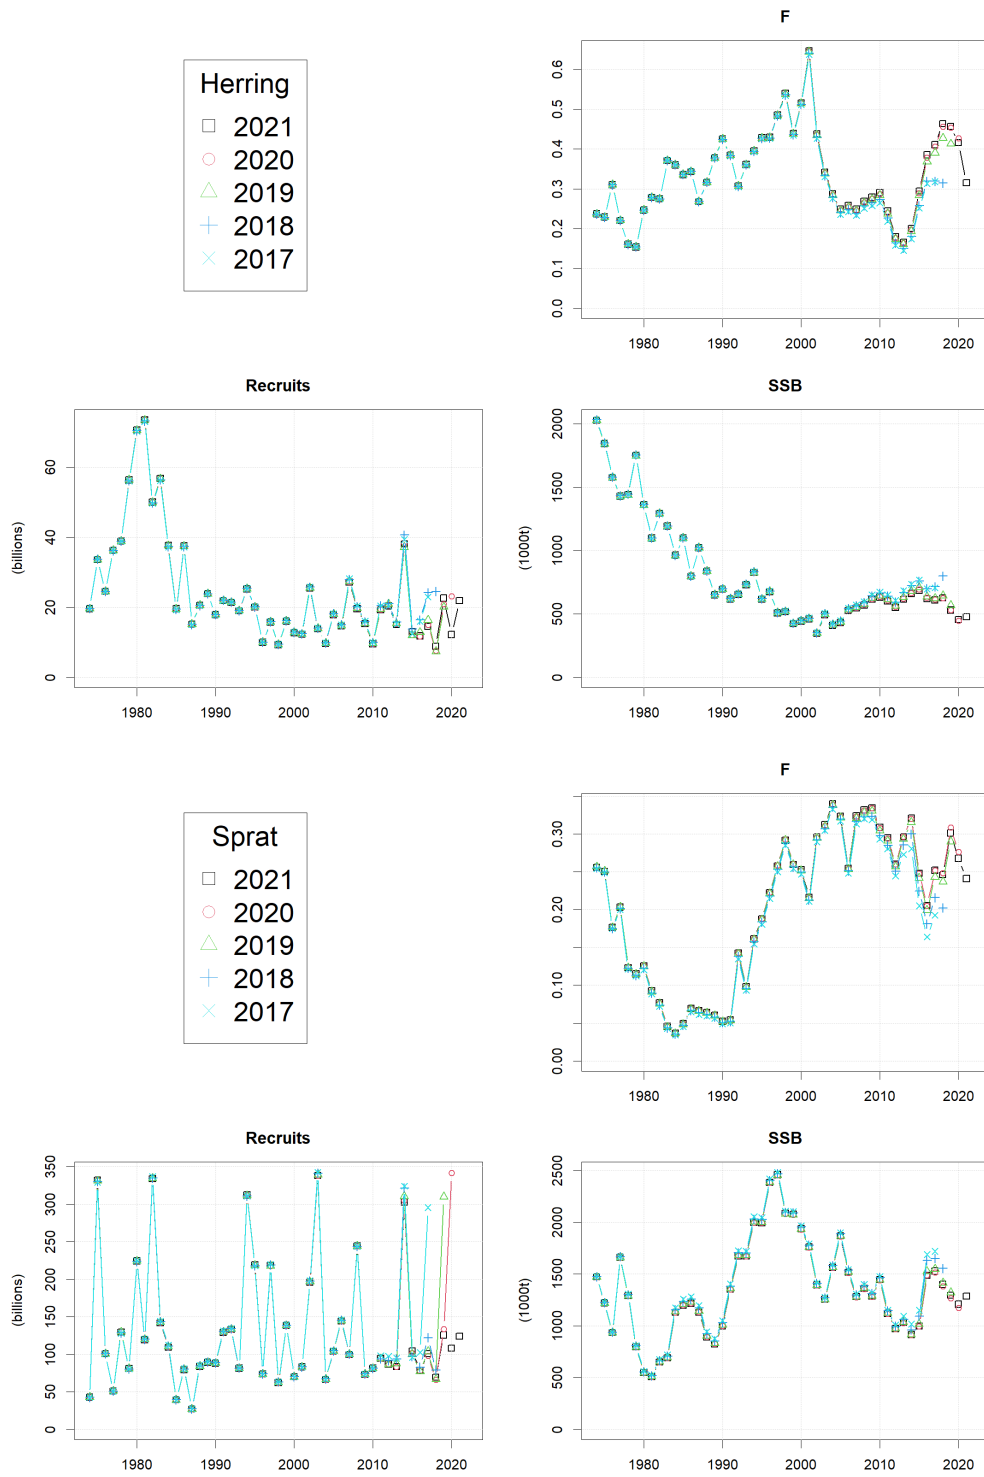 F
Herring
2021
2020
2019
2018
2017
0.6
0.5
0.4
0.3
0.2
0.1
0.0
1980 1990 2000 2010 2020
Recruits
(billions)
60
40
20
0
1980 1990 2000 2010 2020
SSB
(1000t)
2000
1500
1000
500
0
1980 1990 2000 2010 2020
F
Sprat
2021
2020
2019
2018
2017
0.30
0.20
0.10
0.00
1980 1990 2000 2010 2020
Recruits
(billions)
350
300
250
200
150
100
50
0
1980 1990 2000 2010 2020
SSB
(1000t)
2500
2000
1500
1000
500
0
1980 1990 2000 2010 2020